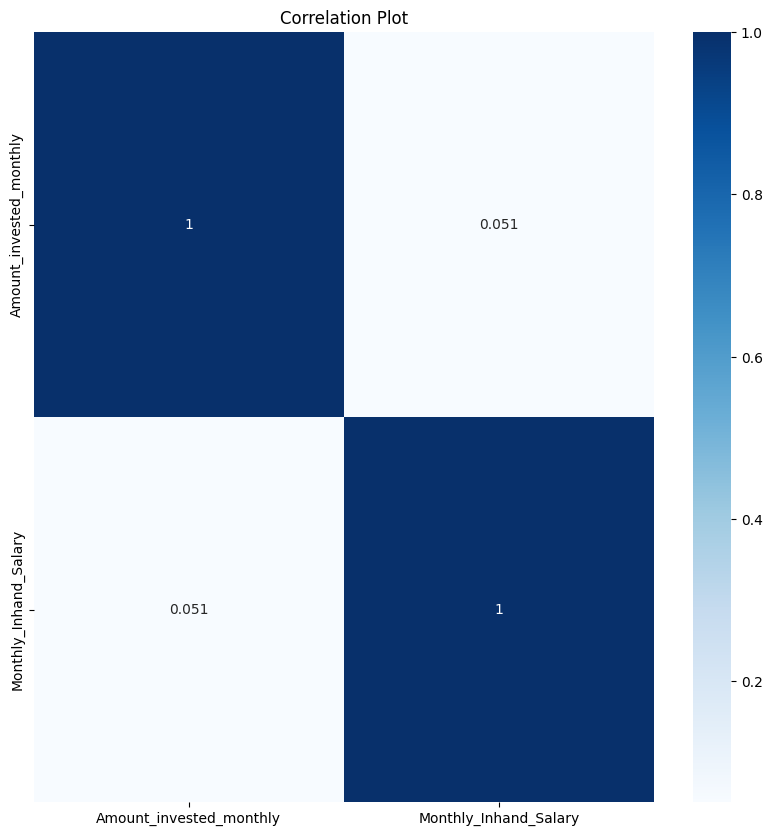 Correlation Plot
Amount_invested_monthly
Monthly_Inhand_Salary
1
0.051
0.051
1
Amount_invested_monthly
Monthly_Inhand_Salary
1.0
0.8
0.6
0.4
0.2